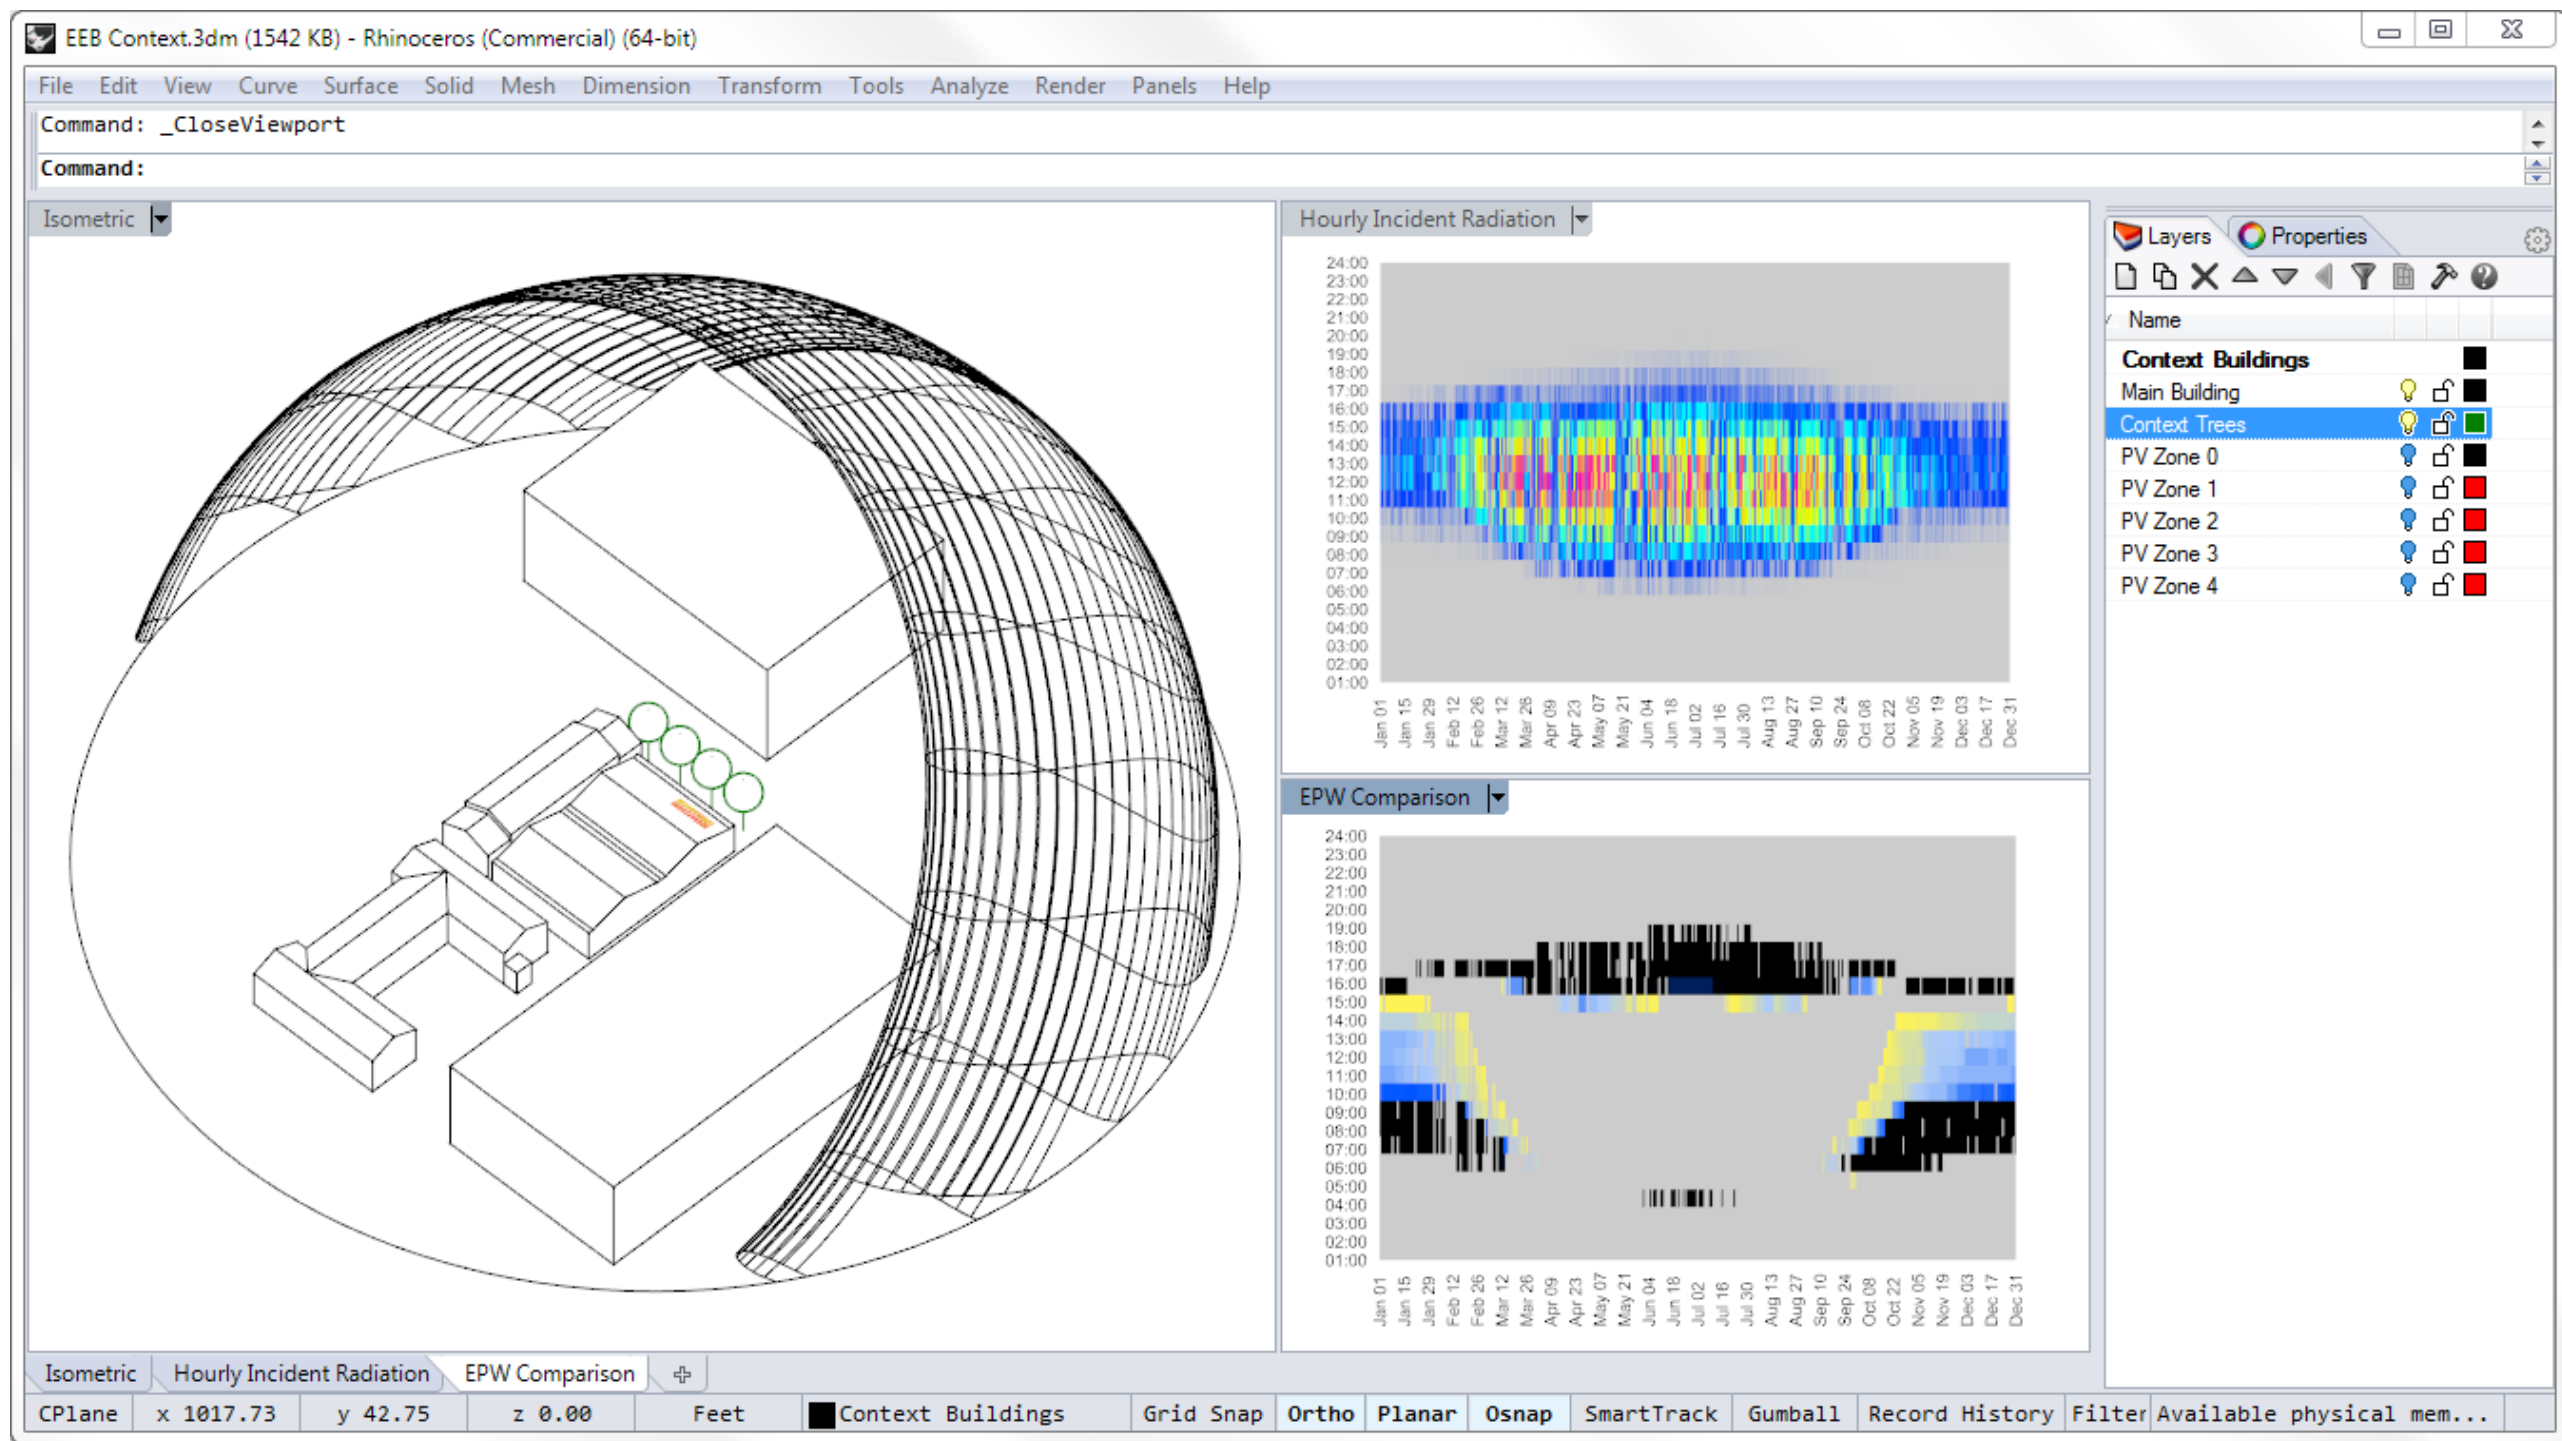 EEB Context.3dm (1542 KB) - Rhinoceros (Commercial) (64-bit)
File Edit View Curve Surface Solid Mesh Dimension Transform Tools Analyze Render Panels Help
Command: _CloseViewport
Command:
Isometric
Hourly Incident Radiation
24:00
23:00
22:00
21:00
20:00
19:00
18:00
17:00
16:00
15:00
14:00
13:00
12:00
11:00
10:00
09:00
08:00
07:00
06:00
05:00
04:00
03:00
02:00
01:00
Jan 01
Jan 15
Jan 29
Feb 12
Feb 26
Mar 12
Mar 26
Apr 09
Apr 23
May 07
May 21
Jun 04
Jun 18
Jul 02
Jul 16
Jul 30
Aug 13
Aug 27
Sep 10
Sep 24
Oct 08
Oct 22
Nov 05
Nov 19
Dec 03
Dec 17
Dec 31
EPW Comparison
24:00
23:00
22:00
21:00
20:00
19:00
18:00
17:00
16:00
15:00
14:00
13:00
12:00
11:00
10:00
09:00
08:00
07:00
06:00
05:00
04:00
03:00
02:00
01:00
Jan 01
Jan 15
Jan 29
Feb 12
Feb 26
Mar 12
Mar 26
Apr 09
Apr 23
May 07
May 21
Jun 04
Jun 18
Jul 02
Jul 16
Jul 30
Aug 13
Aug 27
Sep 10
Sep 24
Oct 08
Oct 22
Nov 05
Nov 19
Dec 03
Dec 17
Dec 31
Layers Properties
Name
Context Buildings
Main Building
Context Trees
PV Zone 0
PV Zone 1
PV Zone 2
PV Zone 3
PV Zone 4
Isometric Hourly Incident Radiation EPW Comparison
CPlane x 1017.73 y 42.75 z 0.00 Feet Context Buildings Grid Snap Ortho Planar Osnap SmartTrack Gumball Record History Filter Available physical mem...